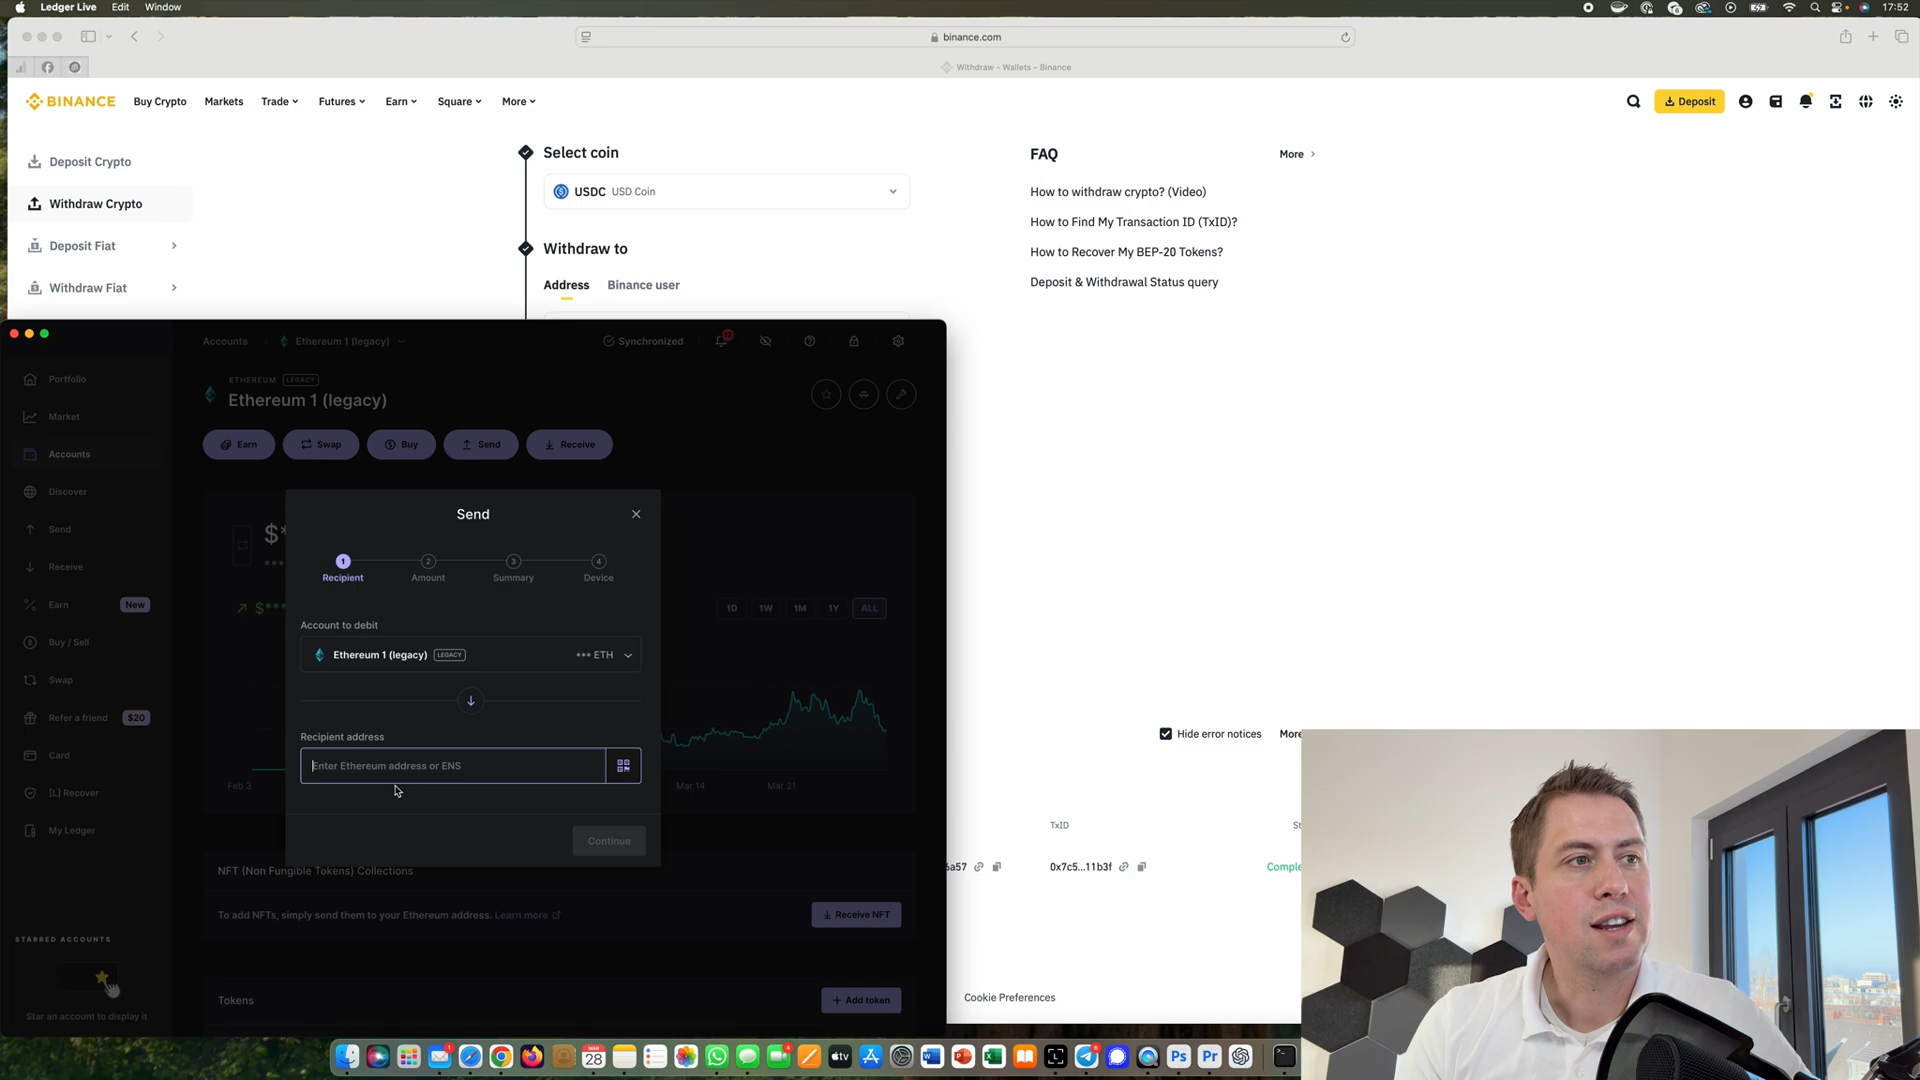 Ledger Live Edit Window
17:52
binance.com
Withdraw - Wallets - Binance
BINANCE Buy Crypto Markets Trade Futures Earn Square More
Deposit
Deposit Crypto
Withdraw Crypto
Deposit Fiat
Withdraw Fiat
Select coin
USDC USD Coin
Withdraw to
Address Binance user
FAQ More
How to withdraw crypto? (Video)
How to Find My Transaction ID (TxID)?
How to Recover My BEP-20 Tokens?
Deposit & Withdrawal Status query
Accounts Ethereum 1 (legacy) Synchronized
ETHEREUM LEGACY
Ethereum 1 (legacy)
Earn Swap Buy Send Receive
Portfolio
Market
Accounts
Discover
Send
Receive
Earn New
Buy / Sell
Swap
Refer a friend $20
Card
[L] Recover
My Ledger
STARRED ACCOUNTS
Star an account to display it
Send
1 2 3 4
Recipient Amount Summary Device
Account to debit
Ethereum 1 (legacy) LEGACY *** ETH
Recipient address
Enter Ethereum address or ENS
Continue
$*
***
$***
1D 1W 1M 1Y ALL
Feb 3 Mar 14 Mar 21
NFT (Non Fungible Tokens) Collections
To add NFTs, simply send them to your Ethereum address. Learn more
Receive NFT
Tokens
+ Add token
Hide error notices More
TxID St
6a57 0x7c5...11b3f Comple
Cookie Preferences
MAR
28
tv
Ps
Pr